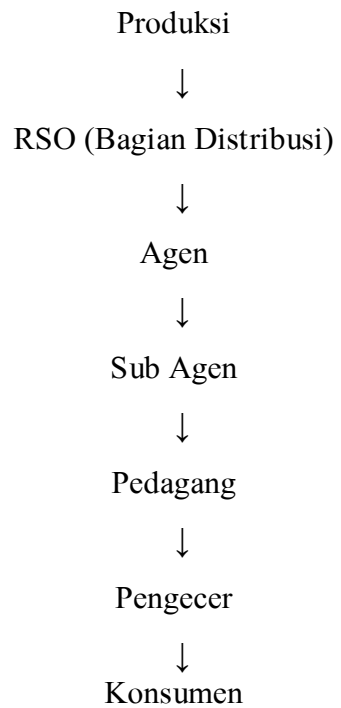 Produksi
↓
RSO (Bagian Distribusi)
↓
Agen
↓
Sub Agen
↓
Pedagang
↓
Pengecer
↓
Konsumen